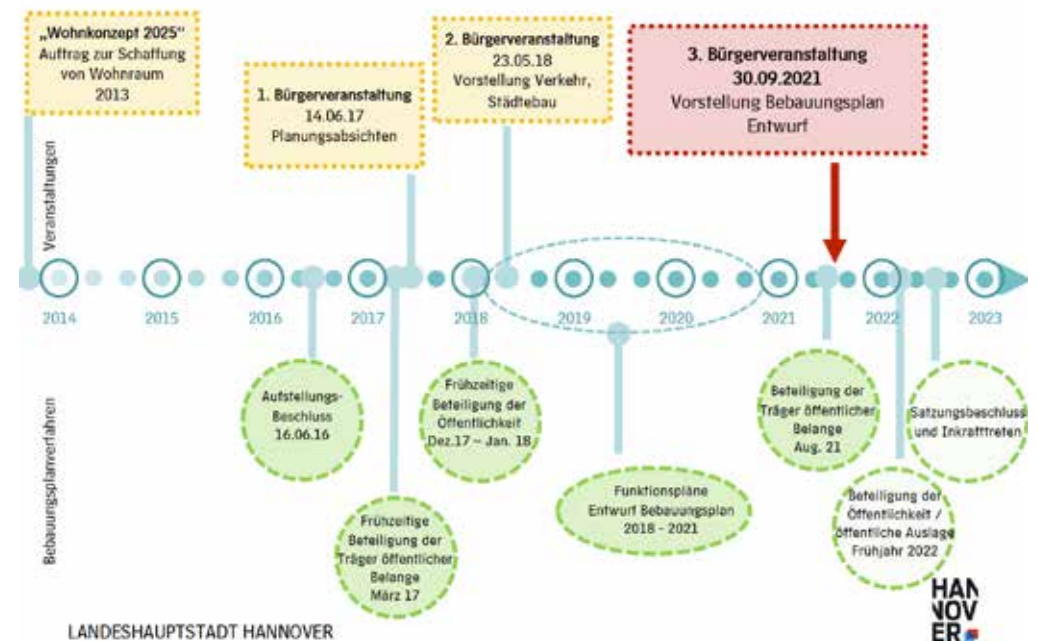 „Wohnkonzept 2025"
Auftrag zur Schaffung
von Wohnraum
2013
1. Bürgerveranstaltung
14.06.17
Planungsabsichten
2. Bürgerveranstaltung
23.05.18
Vorstellung Verkehr,
Städtebau
3. Bürgerveranstaltung
30.09.2021
Vorstellung Bebauungsplan
Entwurf
Veranstaltungen
2014
2015
2016
2017
2018
2019
2020
2021
2022
2023
Bebauungsplanverfahren
Aufstellungs-
Beschluss
16.06.16
Frühzeitige
Beteiligung der
Träger öffentlicher
Belange
März 17
Frühzeitige
Beteiligung der
Öffentlichkeit
Dez.17 – Jan. 18
Funktionspläne
Entwurf Bebauungsplan
2018 - 2021
Beteiligung der
Träger öffentlicher
Belange
Aug. 21
Beteiligung der
Öffentlichkeit /
öffentliche Auslage
Frühjahr 2022
Satzungsbeschluss
und Inkrafttreten
LANDESHAUPTSTADT HANNOVER
HAN
NOV
ER